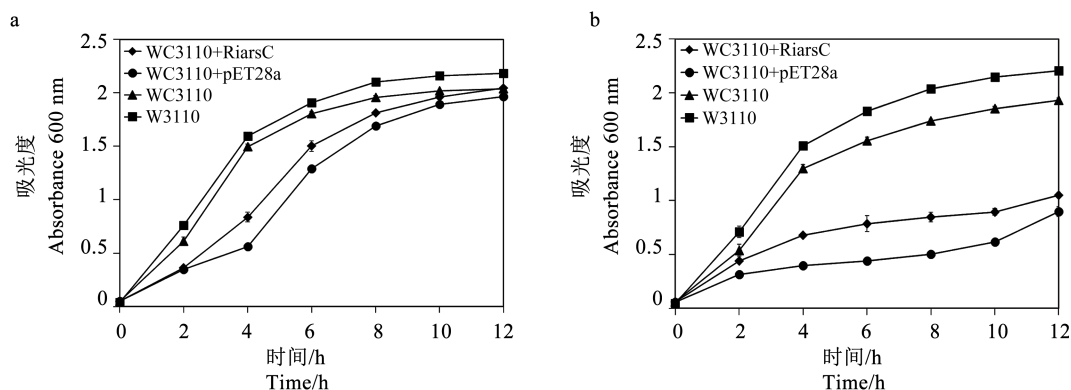 a
2.5
2
1.5
1
0.5
0
吸光度
Absorbance 600 nm
WC3110+RiarsC
WC3110+pET28a
WC3110
W3110
0 2 4 6 8 10 12
时间/h
Time/h
b
2.5
2
1.5
1
0.5
0
吸光度
Absorbance 600 nm
WC3110+RiarsC
WC3110+pET28a
WC3110
W3110
0 2 4 6 8 10 12
时间/h
Time/h